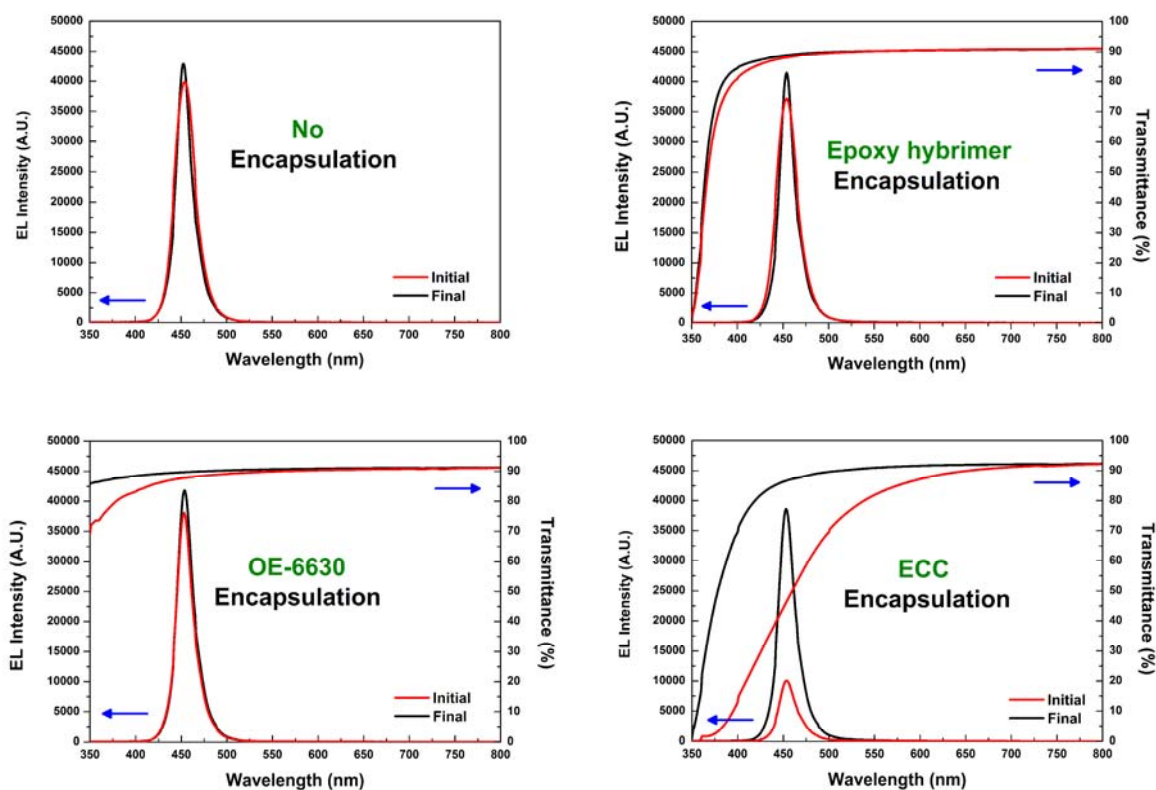 50000
45000
40000
35000
30000
25000
20000
15000
10000
5000
0
EL Intensity (A.U.)
No
Encapsulation
Initial
Final
350 400 450 500 550 600 650 700 750 800
Wavelength (nm)
50000
45000
40000
35000
30000
25000
20000
15000
10000
5000
0
EL Intensity (A.U.)
Epoxy hybrimer
Encapsulation
Initial
Final
100
90
80
70
60
50
40
30
20
10
0
Transmittance (%)
350 400 450 500 550 600 650 700 750 800
Wavelength (nm)
50000
45000
40000
35000
30000
25000
20000
15000
10000
5000
0
EL Intensity (A.U.)
OE-6630
Encapsulation
Initial
Final
100
90
80
70
60
50
40
30
20
10
0
Transmittance (%)
350 400 450 500 550 600 650 700 750 800
Wavelength (nm)
50000
45000
40000
35000
30000
25000
20000
15000
10000
5000
0
EL Intensity (A.U.)
ECC
Encapsulation
Initial
Final
100
90
80
70
60
50
40
30
20
10
0
Transmittance (%)
350 400 450 500 550 600 650 700 750 800
Wavelength (nm)